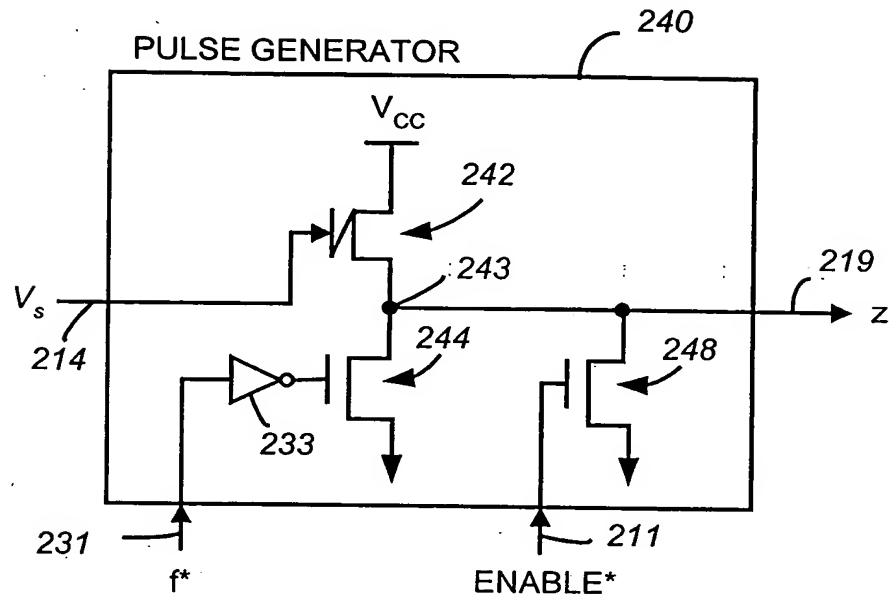 240
PULSE GENERATOR
VCC
242
243
219
Vs
z
214
244
248
233
231
211
f*
ENABLE*